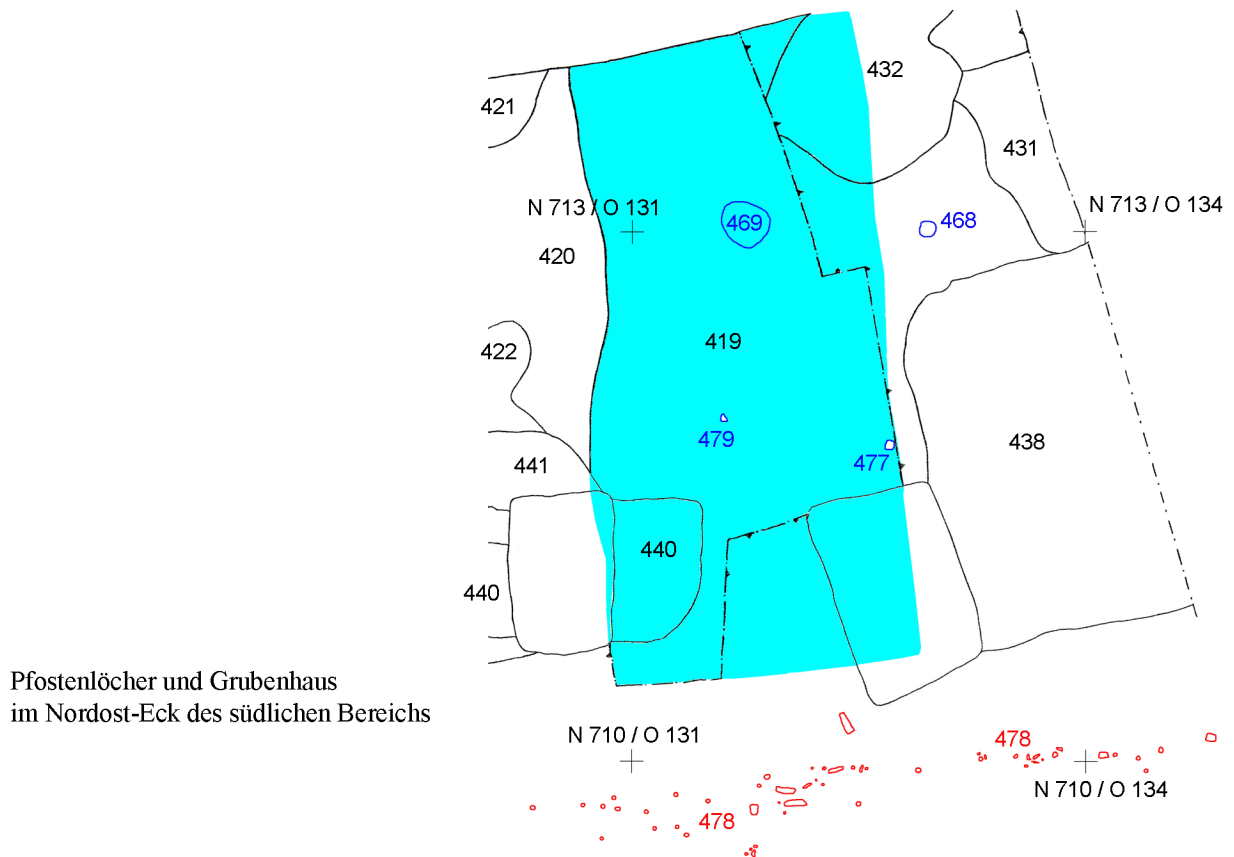 421
432
431
N 713 / O 131
469
468
N 713 / O 134
420
422
419
479
477
438
441
440
440
Pfostenlöcher und Grubenhaus
im Nordost-Eck des südlichen Bereichs
N 710 / O 131
478
N 710 / O 134
478